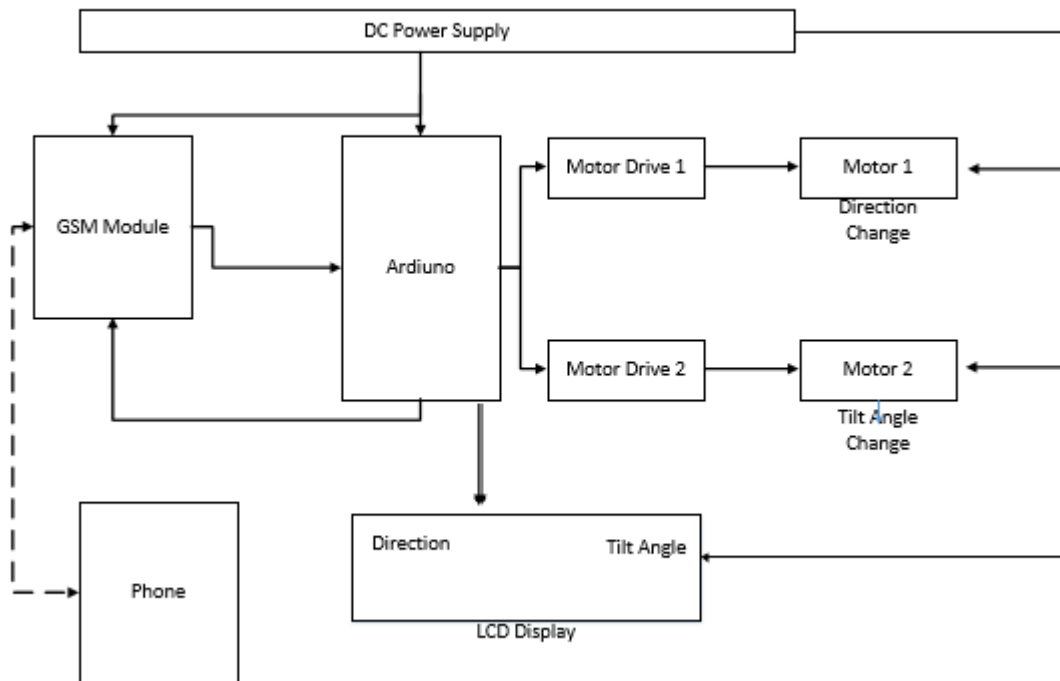 DC Power Supply
GSM Module
Ardiuno
Motor Drive 1
Motor 1
Direction
Change
Motor Drive 2
Motor 2
Tilt Angle
Change
Phone
Direction
Tilt Angle
LCD Display